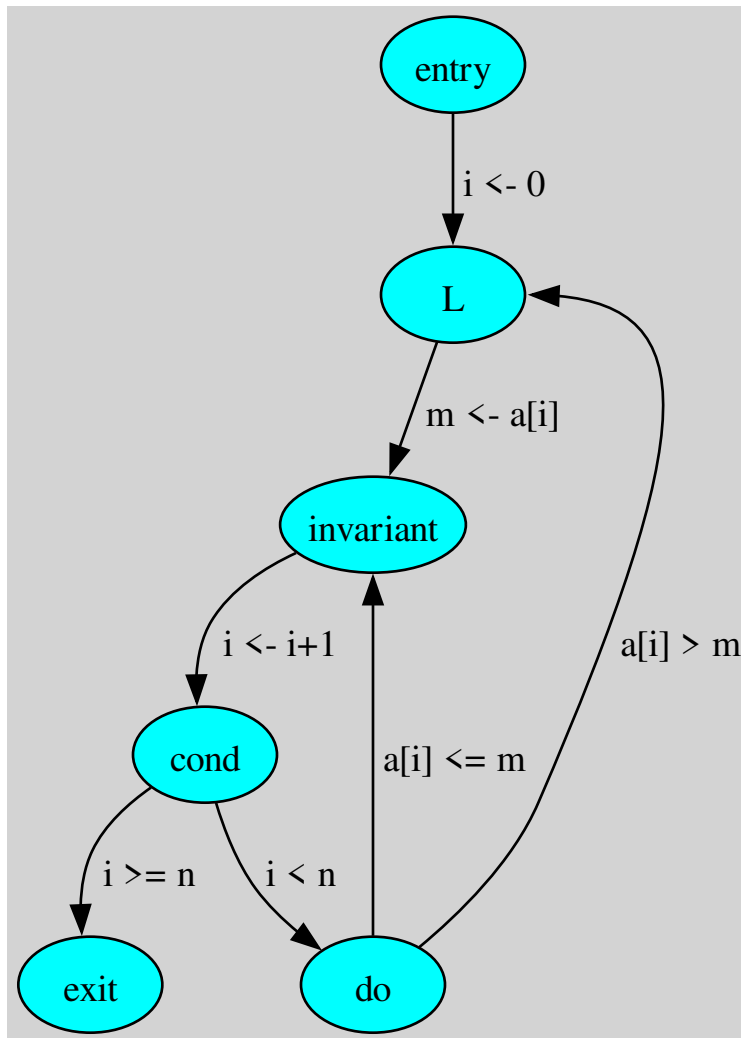 entry
i <- 0
L
m <- a[i]
invariant
i <- i+1
a[i] > m
cond
a[i] <= m
i >= n
i < n
exit
do